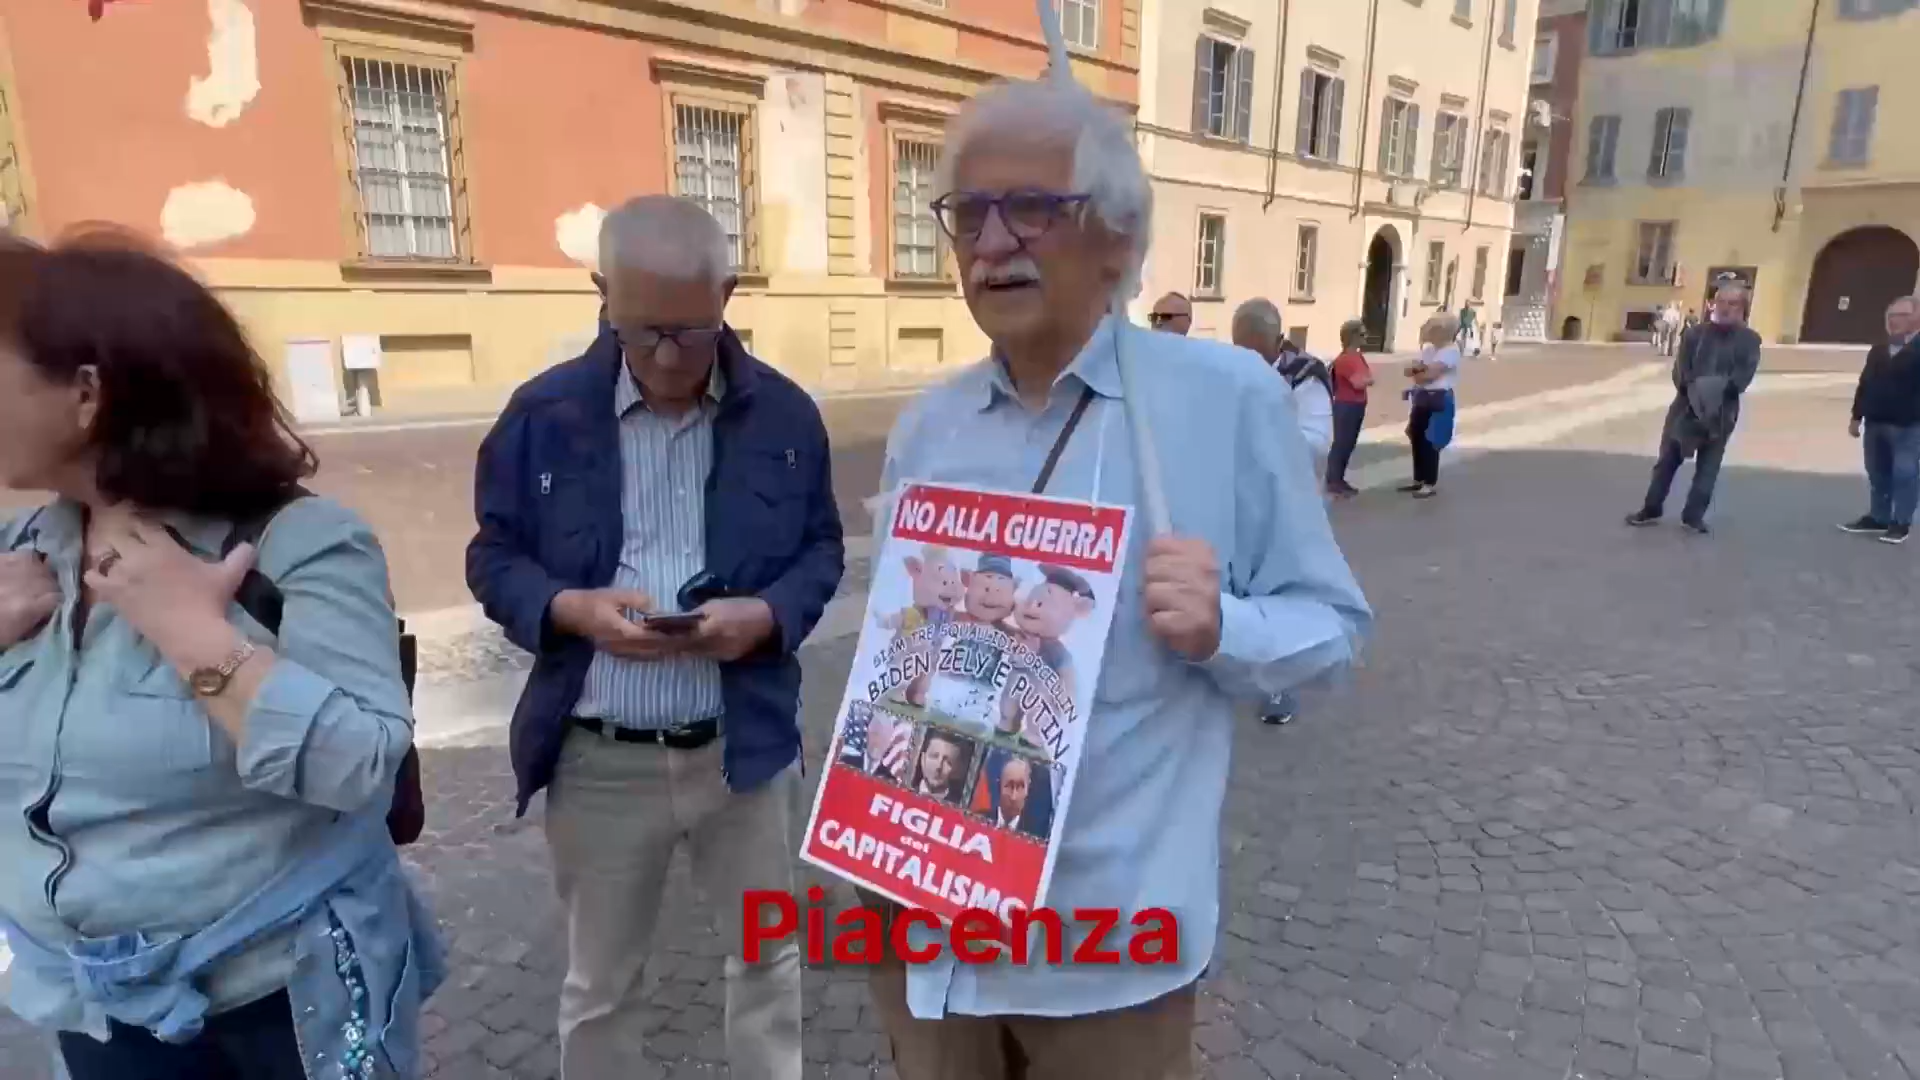 NO ALLA GUERRA
SIAM TRE SQUALLIDI PORCELLIN
BIDEN ZELY E PUTIN
FIGLIA
del
CAPITALISMO
Piacenza